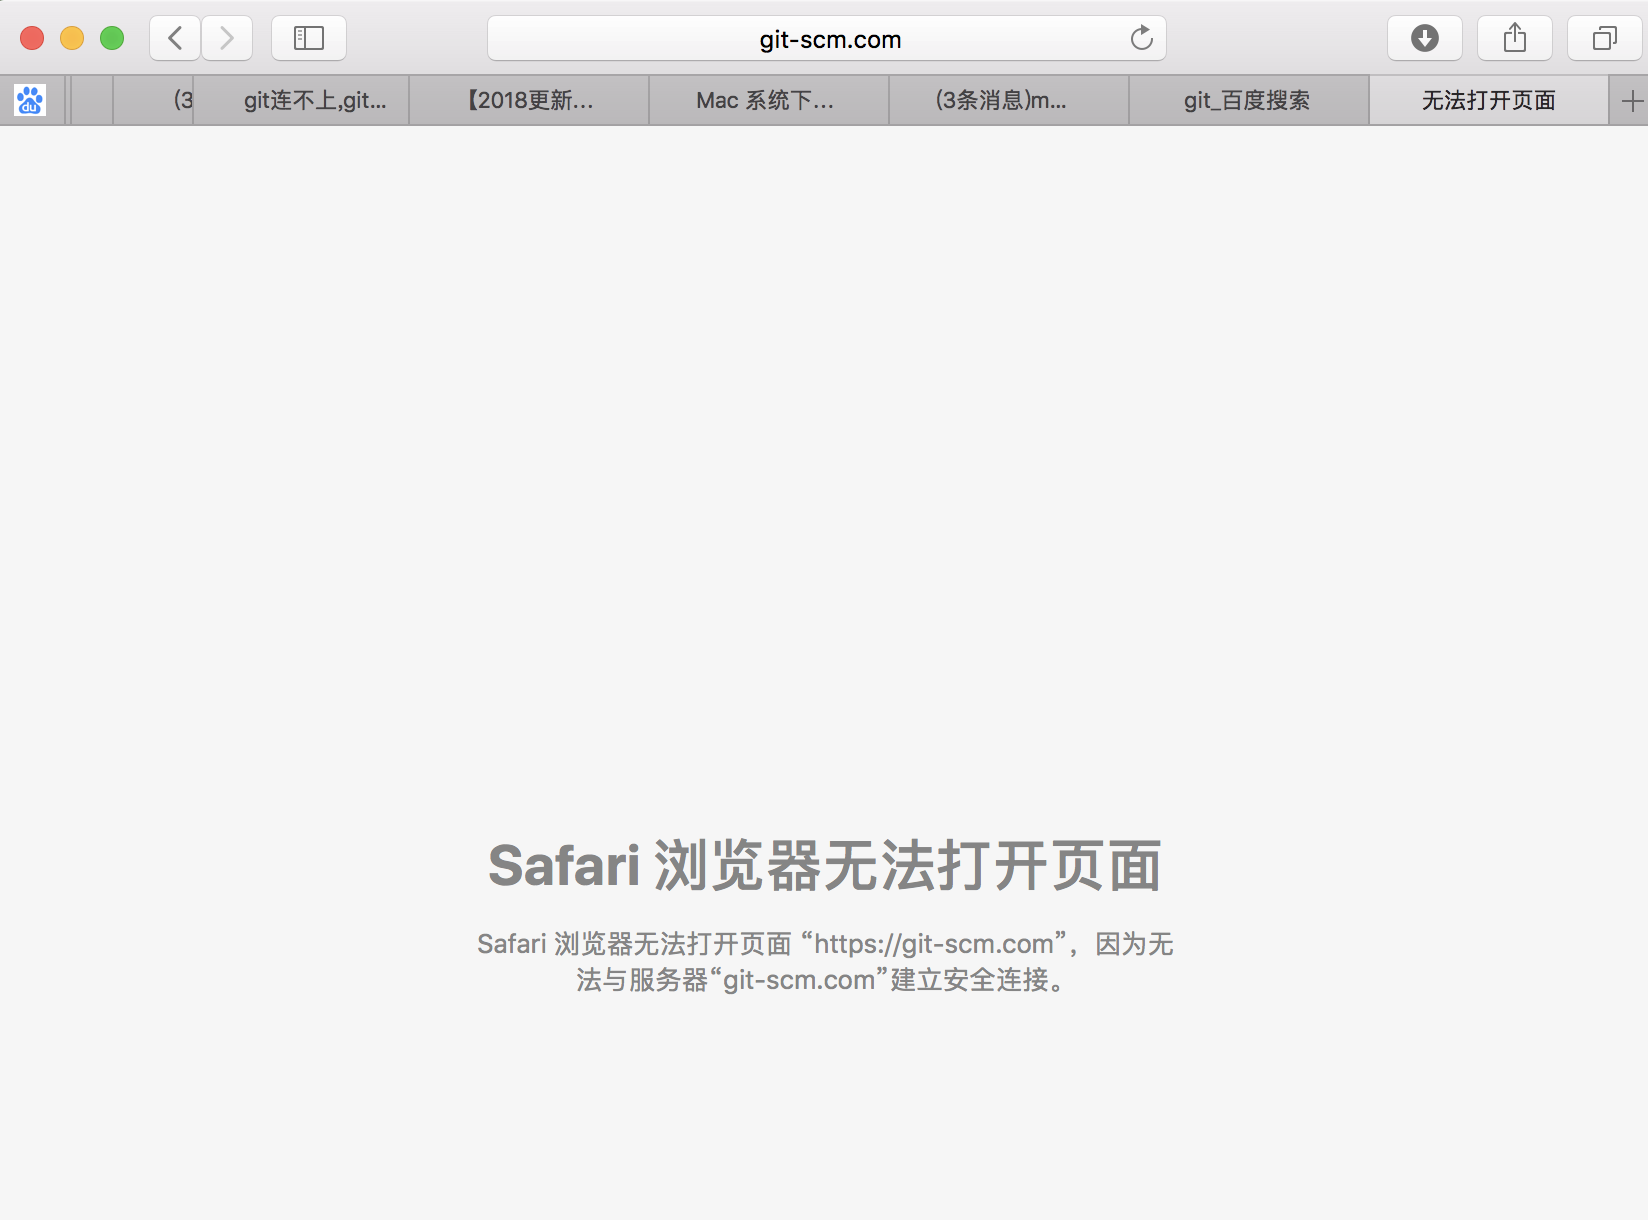 git-scm.com
du
(3
git连不上,git...
【2018更新...
Mac 系统下...
(3条消息)m...
git_百度搜索
无法打开页面
Safari 浏览器无法打开页面
Safari 浏览器无法打开页面 “https://git-scm.com”，因为无
法与服务器“git-scm.com”建立安全连接。